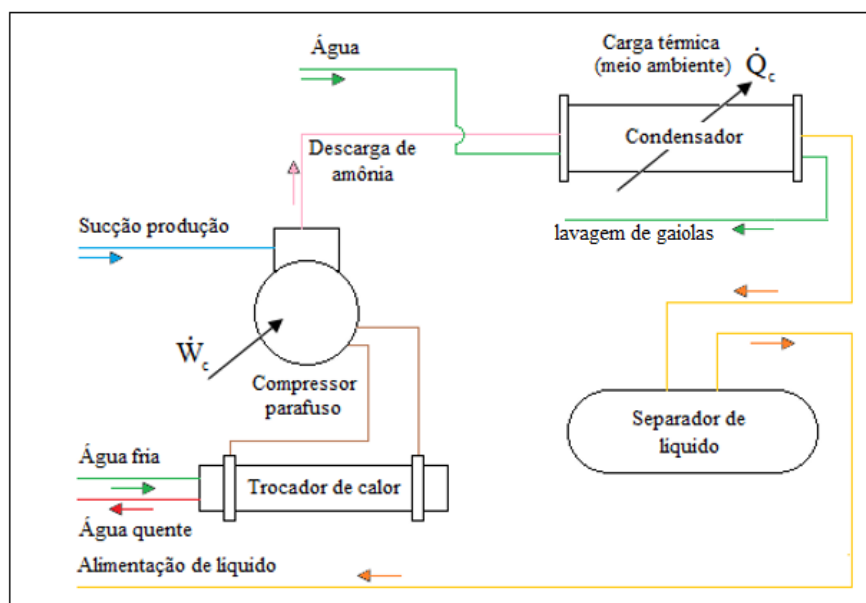 Água
Carga térmica
(meio ambiente)
Q̇c
Condensador
Descarga de
amônia
Sucção produção
lavagem de gaiolas
Ẇc
Compressor
parafuso
Separador de
líquido
Água fria
Trocador de calor
Água quente
Alimentação de líquido